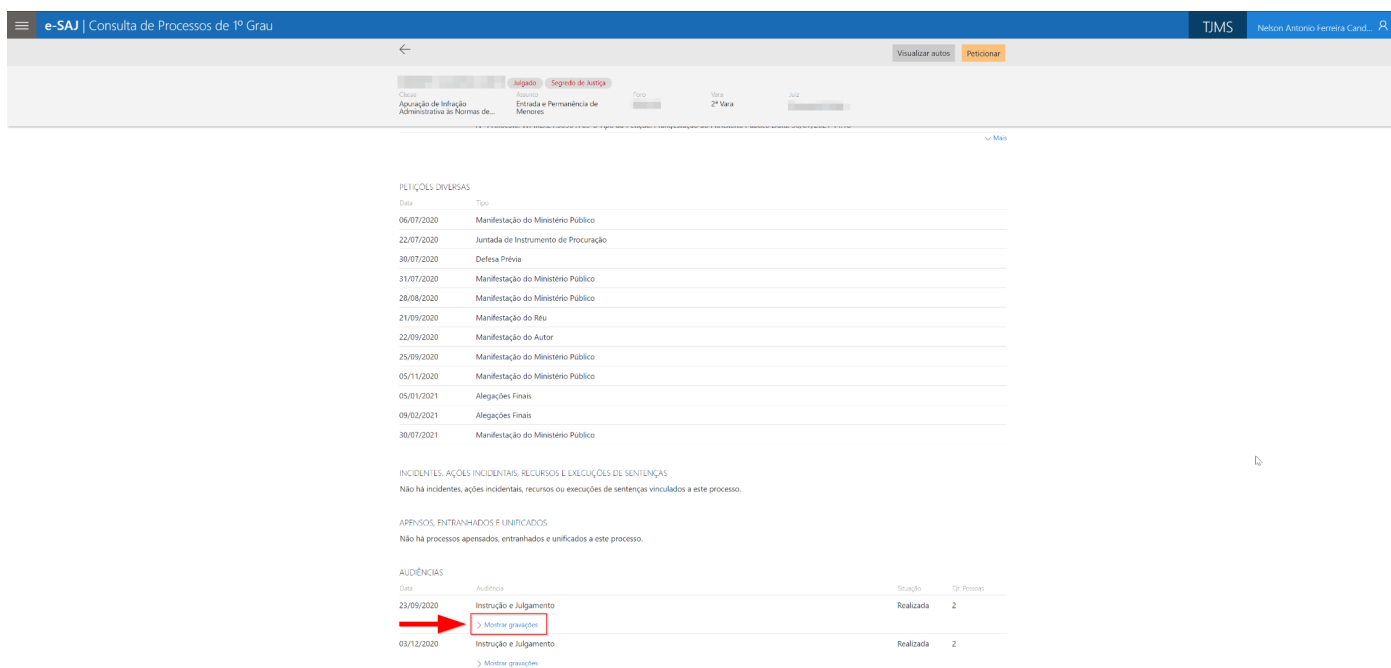 e-SAJ | Consulta de Processos de 1º Grau
TJMS
Nelson Antonio Ferreira Cand...
Visualizar autos
Peticionar
Julgado
Segredo de Justiça
Classe Assunto Foro Vara Juiz
Apuração de Infração Administrativa às Normas de...
Entrada e Permanência de Menores
2ª Vara
Mais
PETIÇÕES DIVERSAS
Data Tipo
06/07/2020 Manifestação do Ministério Público
22/07/2020 Juntada de Instrumento de Procuração
30/07/2020 Defesa Prévia
31/07/2020 Manifestação do Ministério Público
28/08/2020 Manifestação do Ministério Público
21/09/2020 Manifestação do Réu
22/09/2020 Manifestação do Autor
25/09/2020 Manifestação do Ministério Público
05/11/2020 Manifestação do Ministério Público
05/01/2021 Alegações Finais
09/02/2021 Alegações Finais
30/07/2021 Manifestação do Ministério Público
INCIDENTES, AÇÕES INCIDENTAIS, RECURSOS E EXECUÇÕES DE SENTENÇAS
Não há incidentes, ações incidentais, recursos ou execuções de sentenças vinculados a este processo.
APENSOS, ENTRANHADOS E UNIFICADOS
Não há processos apensados, entranhados e unificados a este processo.
AUDIÊNCIAS
Data Audiência Situação Qt. Pessoas
23/09/2020 Instrução e Julgamento Realizada 2
Mostrar gravações
03/12/2020 Instrução e Julgamento Realizada 2
Mostrar gravações